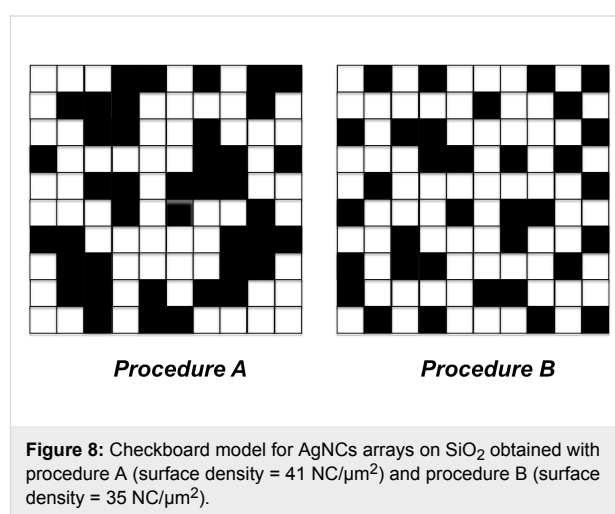 Procedure A
Procedure B
Figure 8: Checkboard model for AgNCs arrays on SiO₂ obtained with
procedure A (surface density = 41 NC/µm²) and procedure B (surface
density = 35 NC/µm²).